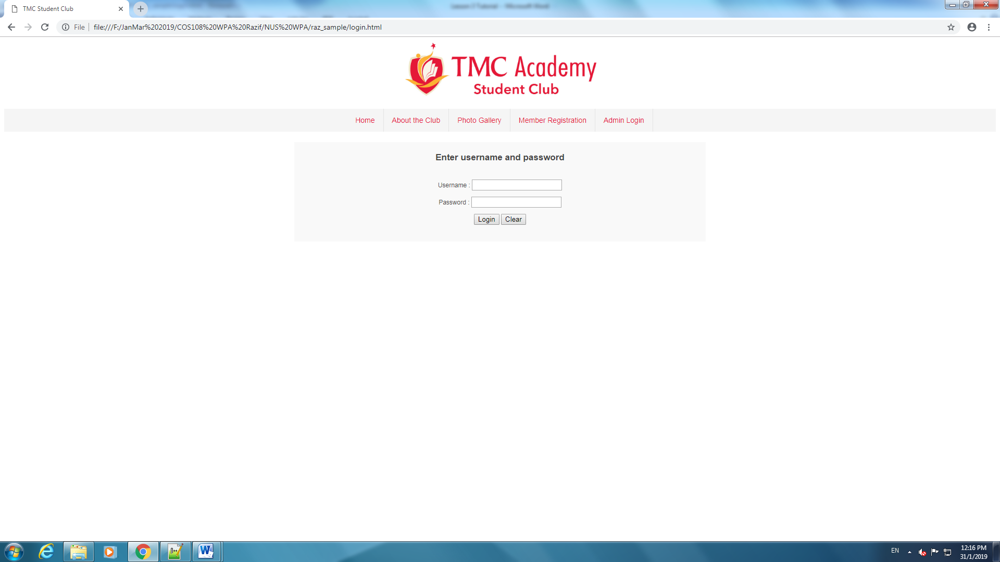 TMC Student Club
File
file:///F:/JanMar%202019/COS108%20WPA%20Razif/NUS%20WPA/raz_sample/login.html
TMC Academy
Student Club
Home
About the Club
Photo Gallery
Member Registration
Admin Login
Enter username and password
Username :
Password :
Login
Clear
EN
12:16 PM
31/1/2019